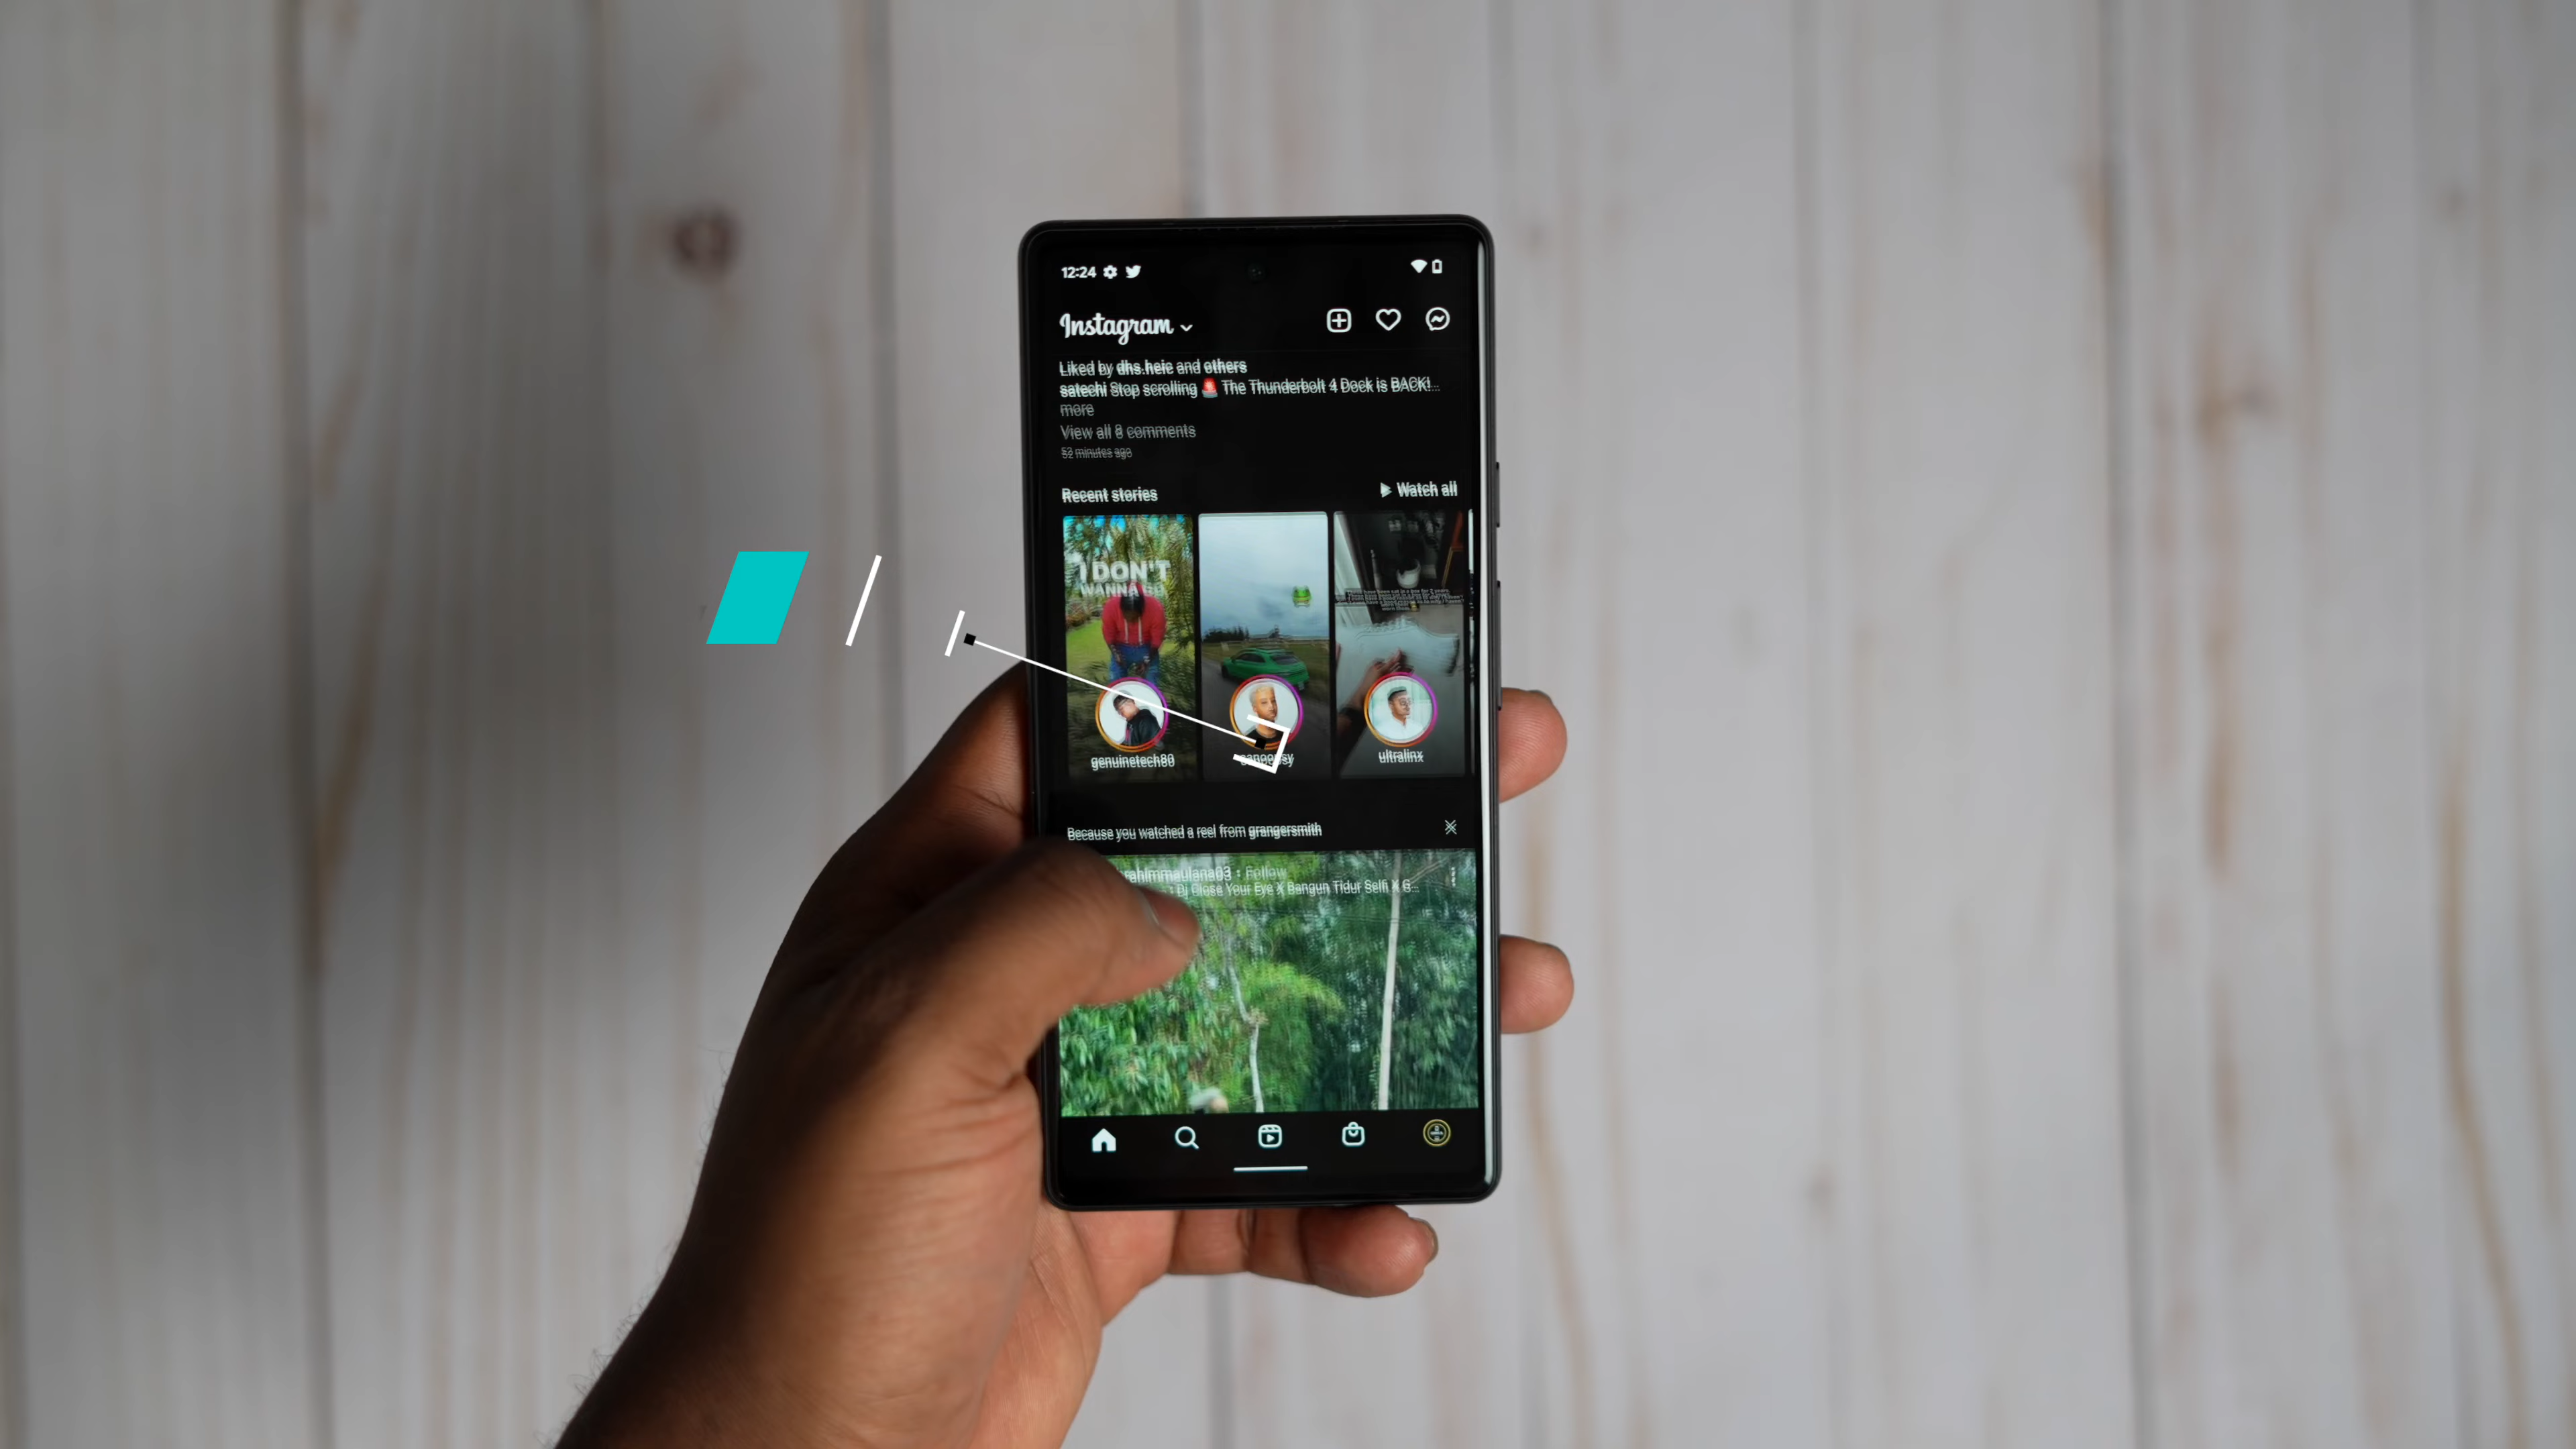 12:24
Instagram
Liked by dhs.heic and others
satechi Stop scrolling 🚨 The Thunderbolt 4 Dock is BACK!...
more
View all 8 comments
52 minutes ago
Recent stories
Watch all
I DON'T
WANNA GO
genuinetech80
ultralinx
Because you watched a reel from grangersmith
Follow
Dj Close Your Eye X Bangun Tidur Selfi X G...